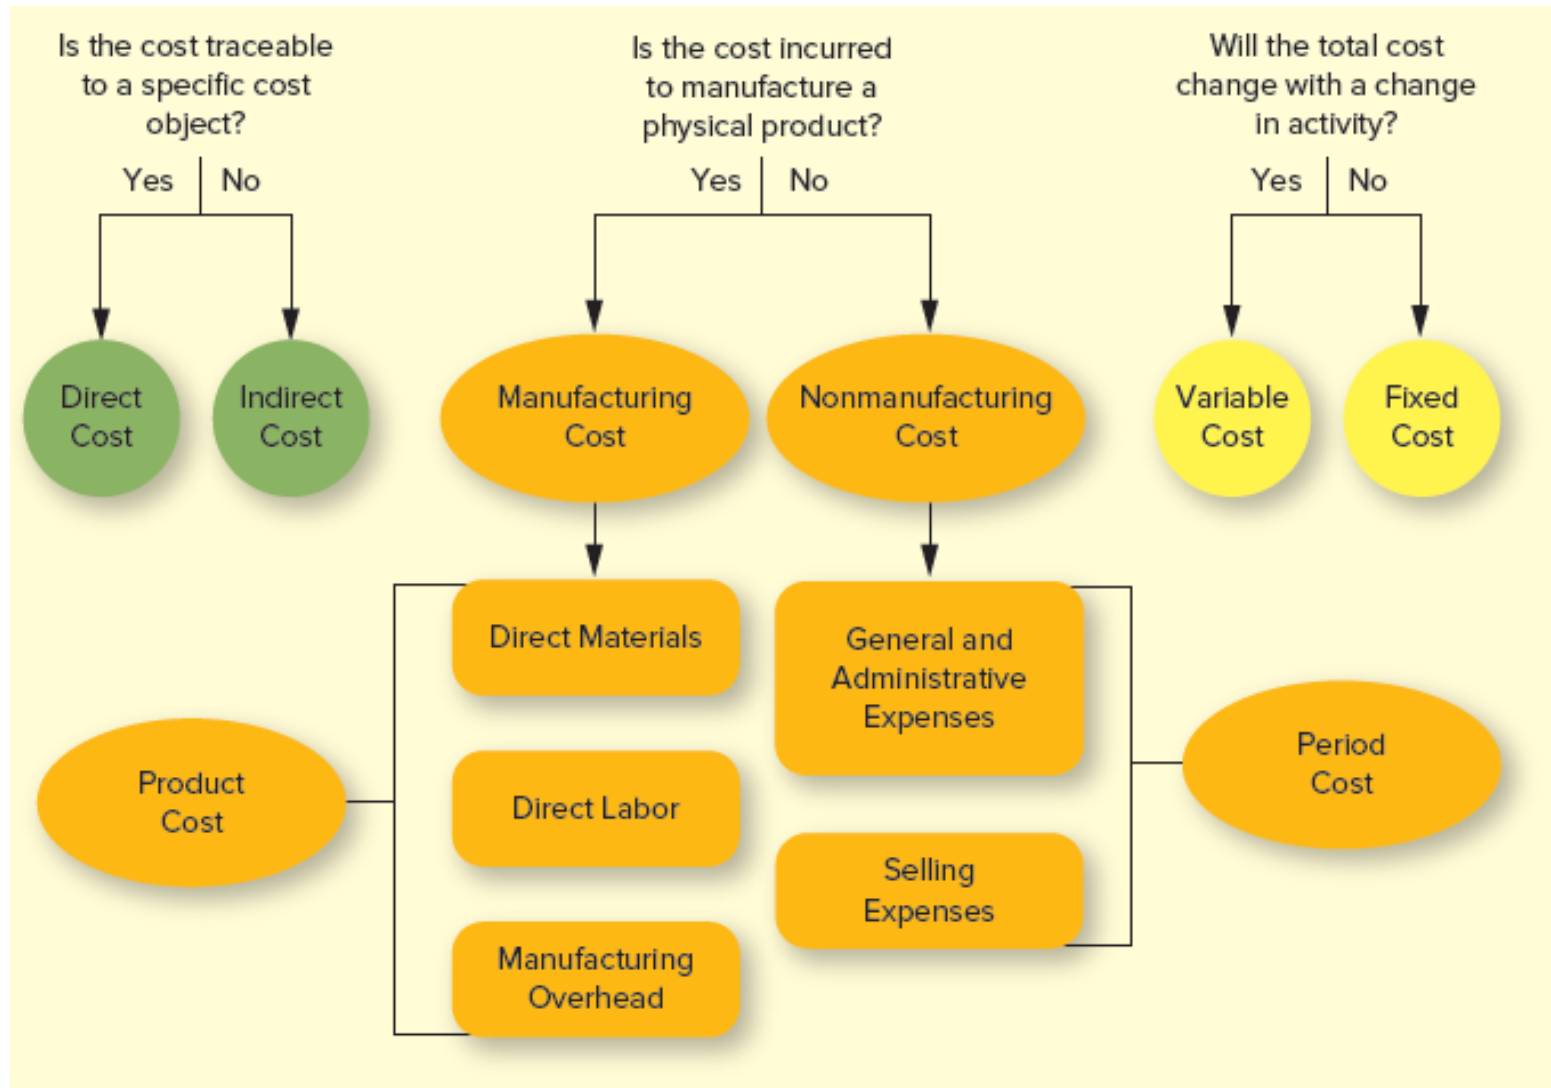 Is the cost traceable
to a specific cost
object?
Yes
No
Direct
Cost
Indirect
Cost
Is the cost incurred
to manufacture a
physical product?
Yes
No
Manufacturing
Cost
Nonmanufacturing
Cost
Will the total cost
change with a change
in activity?
Yes
No
Variable
Cost
Fixed
Cost
Product
Cost
Direct Materials
Direct Labor
Manufacturing
Overhead
General and
Administrative
Expenses
Selling
Expenses
Period
Cost